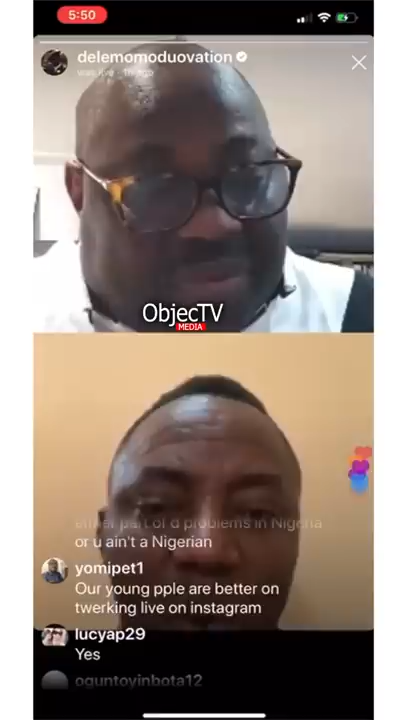 5:50
delemomoduovation
ObjecTV
MEDIA
part of d problems in Nigeria
or u ain't a Nigerian
yomipet1
Our young pple are better on
twerking live on instagram
lucyap29
Yes
oguntoyinbota12